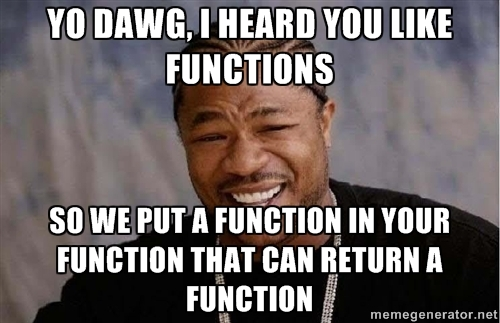 YO DAWG, I HEARD YOU LIKE
FUNCTIONS
SO WE PUT A FUNCTION IN YOUR
FUNCTION THAT CAN RETURN A
FUNCTION
memegenerator.net